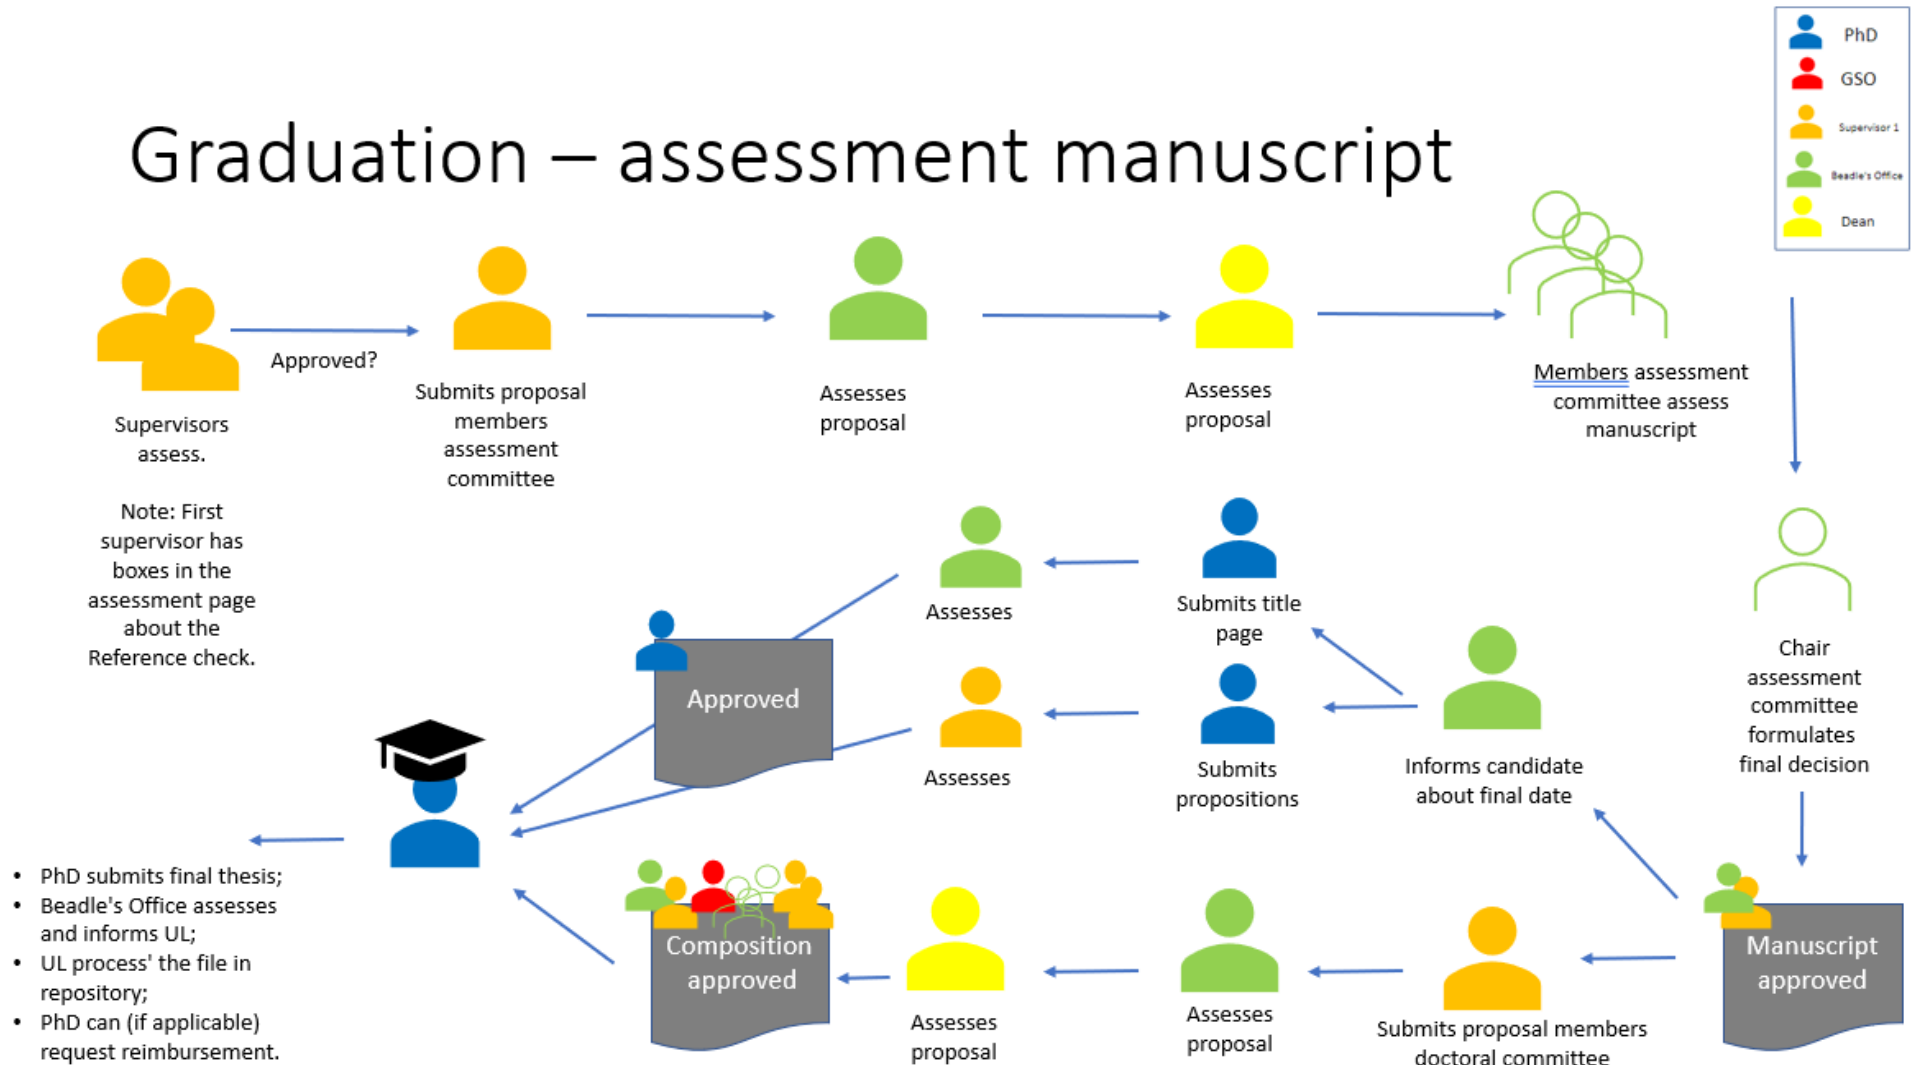 PhD
GSO
Supervisor 1
Beadle's Office
Dean
Graduation – assessment manuscript
Approved?
Supervisors
assess.
Note: First
supervisor has
boxes in the
assessment page
about the
Reference check.
Submits proposal
members
assessment
committee
Assesses
proposal
Assesses
proposal
Members assessment
committee assess
manuscript
Chair
assessment
committee
formulates
final decision
Manuscript
approved
Informs candidate
about final date
Submits title
page
Assesses
Submits
propositions
Assesses
Approved
Submits proposal members
doctoral committee
Assesses
proposal
Assesses
proposal
Composition
approved
• PhD submits final thesis;
• Beadle's Office assesses
and informs UL;
• UL process' the file in
repository;
• PhD can (if applicable)
request reimbursement.